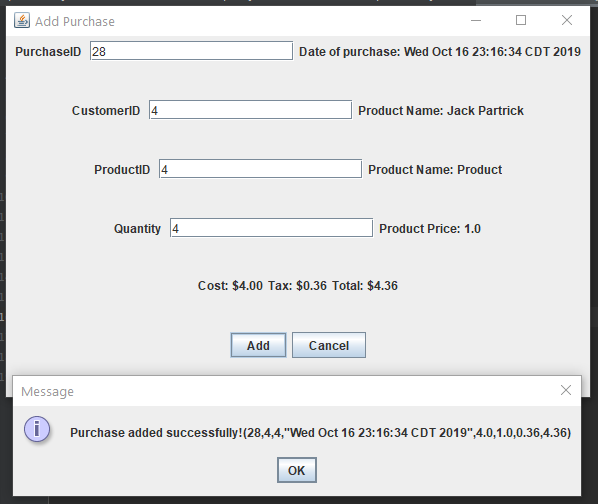 Add Purchase
PurchaseID 28 Date of purchase: Wed Oct 16 23:16:34 CDT 2019
CustomerID 4 Product Name: Jack Partrick
ProductID 4 Product Name: Product
Quantity 4 Product Price: 1.0
Cost: $4.00 Tax: $0.36 Total: $4.36
Add Cancel
Message
Purchase added successfully!(28,4,4,"Wed Oct 16 23:16:34 CDT 2019",4.0,1.0,0.36,4.36)
OK